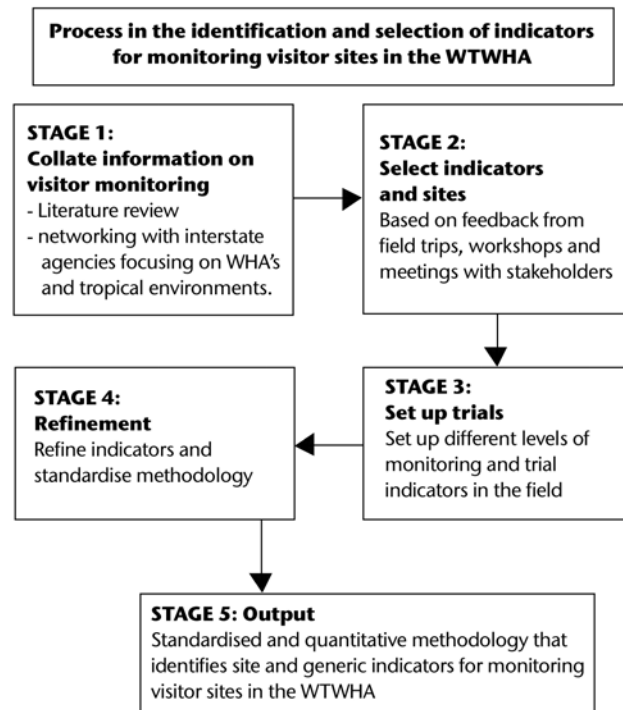 Process in the identification and selection of indicators
for monitoring visitor sites in the WTWHA
STAGE 1:
Collate information on
visitor monitoring
- Literature review
- networking with interstate
agencies focusing on WHA's
and tropical environments.
STAGE 2:
Select indicators
and sites
Based on feedback from
field trips, workshops and
meetings with stakeholders
STAGE 3:
Set up trials
Set up different levels of
monitoring and trial
indicators in the field
STAGE 4:
Refinement
Refine indicators and
standardise methodology
STAGE 5: Output
Standardised and quantitative methodology that
identifies site and generic indicators for monitoring
visitor sites in the WTWHA